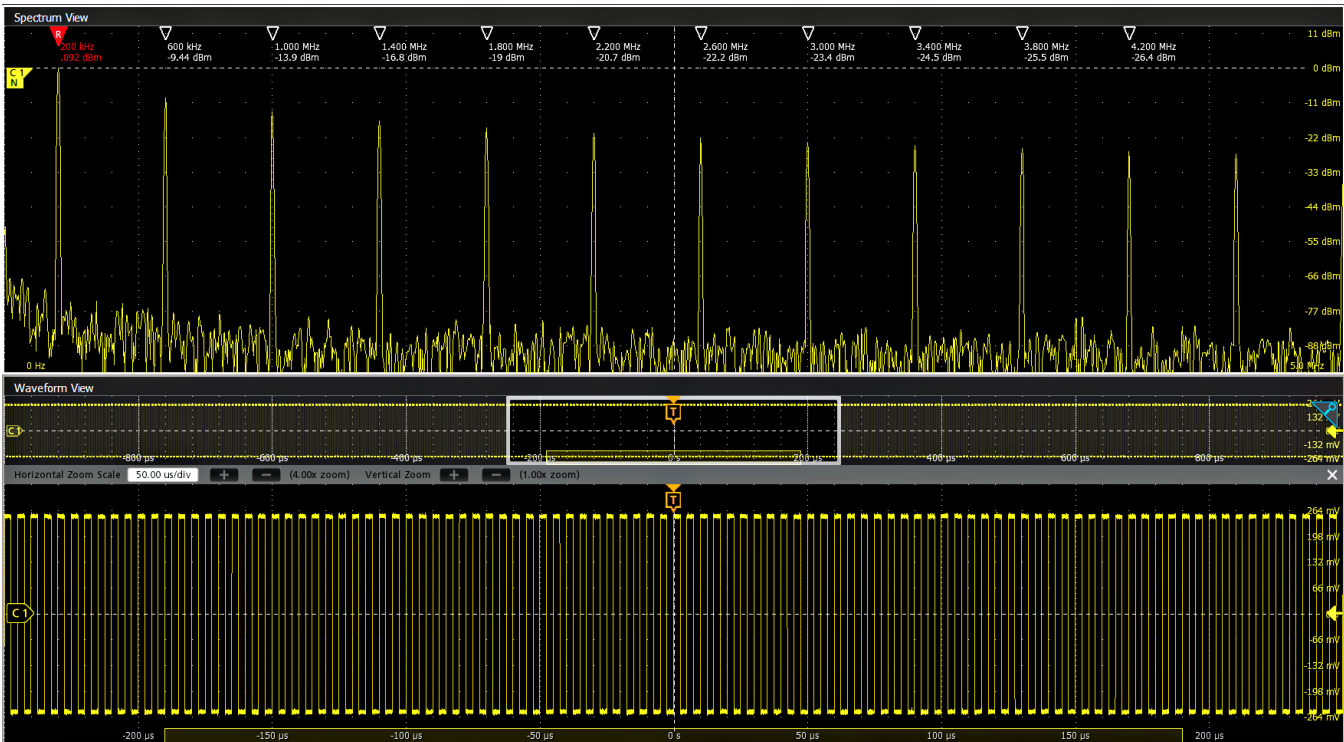 Spectrum View
R
200 kHz 600 kHz 1.000 MHz 1.400 MHz 1.800 MHz 2.200 MHz 2.600 MHz 3.000 MHz 3.400 MHz 3.800 MHz 4.200 MHz
.092 dBm -9.44 dBm -13.9 dBm -16.8 dBm -19 dBm -20.7 dBm -22.2 dBm -23.4 dBm -24.5 dBm -25.5 dBm -26.4 dBm
11 dBm
C 1
N
0 dBm
-11 dBm
-22 dBm
-33 dBm
-44 dBm
-55 dBm
-66 dBm
-77 dBm
-88 dBm
0 Hz
Waveform View
T
132
C1
-132 mV
-264 mV
-800 µs -600 µs -400 µs -200 µs 0 s 200 µs 400 µs 600 µs 800 µs
Horizontal Zoom Scale 50.00 us/div + − (4.00x zoom) Vertical Zoom + − (1.00x zoom)
T
264 mV
198 mV
132 mV
66 mV
C 1
-66 mV
-132 mV
-198 mV
-264 mV
-200 µs -150 µs -100 µs -50 µs 0 s 50 µs 100 µs 150 µs 200 µs